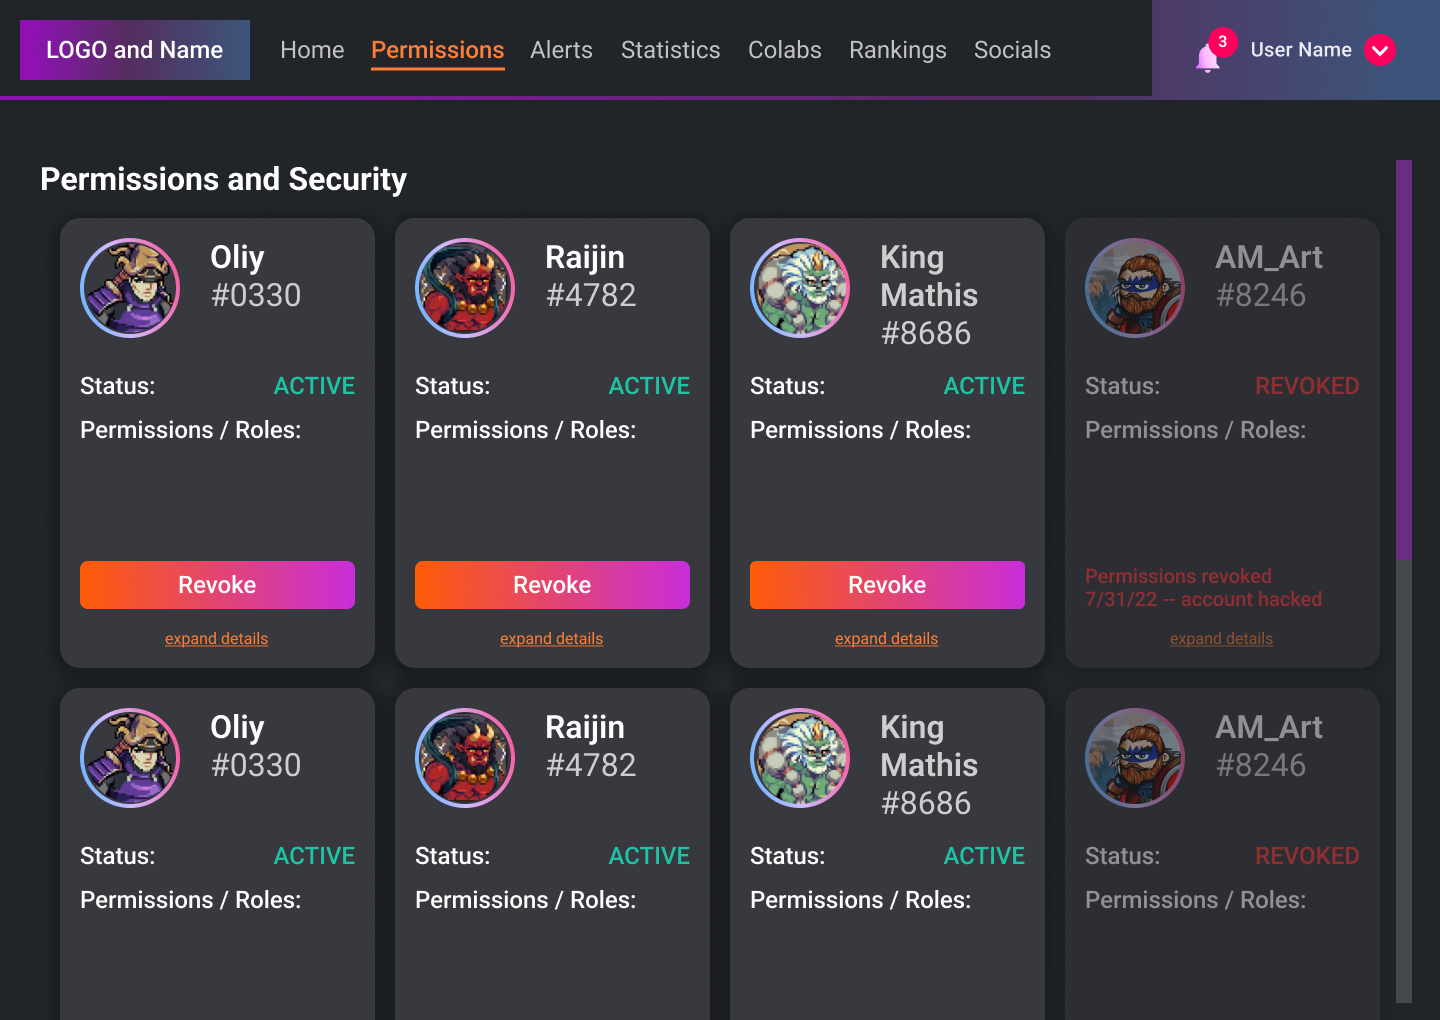 LOGO and Name
Home
Permissions
Alerts
Statistics
Colabs
Rankings
Socials
3
User Name
Permissions and Security
Oliy
#0330
Status:
ACTIVE
Permissions / Roles:
Revoke
expand details
Raijin
#4782
Status:
ACTIVE
Permissions / Roles:
Revoke
expand details
King
Mathis
#8686
Status:
ACTIVE
Permissions / Roles:
Revoke
expand details
AM_Art
#8246
Status:
REVOKED
Permissions / Roles:
Permissions revoked
7/31/22 -- account hacked
expand details
Oliy
#0330
Status:
ACTIVE
Permissions / Roles:
Raijin
#4782
Status:
ACTIVE
Permissions / Roles:
King
Mathis
#8686
Status:
ACTIVE
Permissions / Roles:
AM_Art
#8246
Status:
REVOKED
Permissions / Roles: